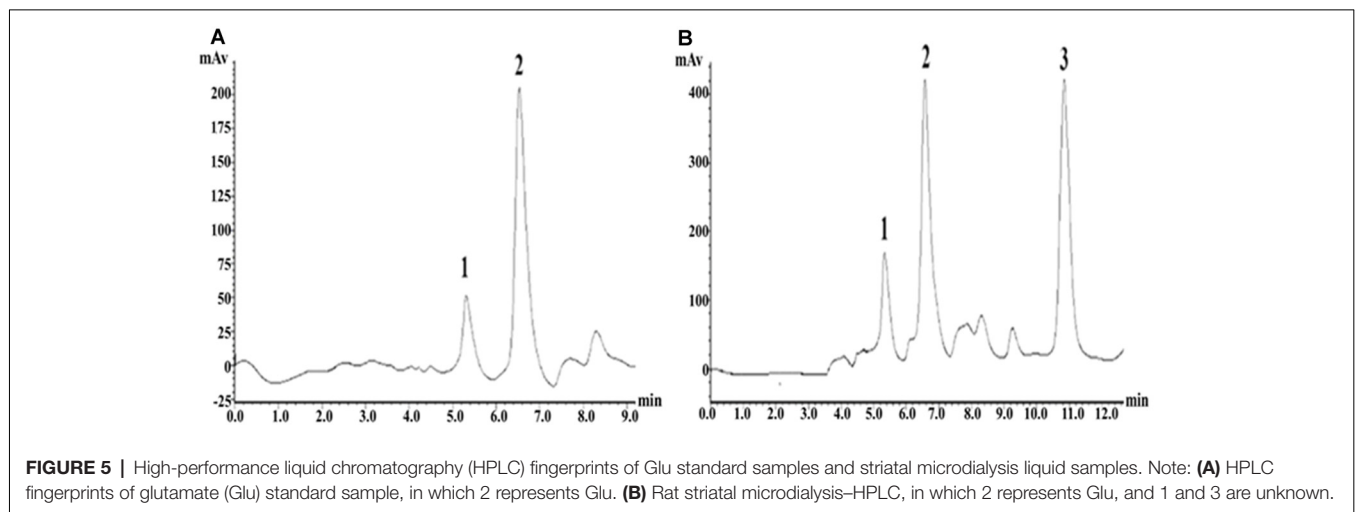 A
mAv
200
175
150
125
100
75
50
25
0
-25
1
2
0.0 1.0 2.0 3.0 4.0 5.0 6.0 7.0 8.0 9.0 min
B
mAv
400
300
200
100
0
1
2
3
0.0 1.0 2.0 3.0 4.0 5.0 6.0 7.0 8.0 9.0 10.0 11.0 12.0 min
FIGURE 5 | High-performance liquid chromatography (HPLC) fingerprints of Glu standard samples and striatal microdialysis liquid samples. Note: (A) HPLC
fingerprints of glutamate (Glu) standard sample, in which 2 represents Glu. (B) Rat striatal microdialysis–HPLC, in which 2 represents Glu, and 1 and 3 are unknown.